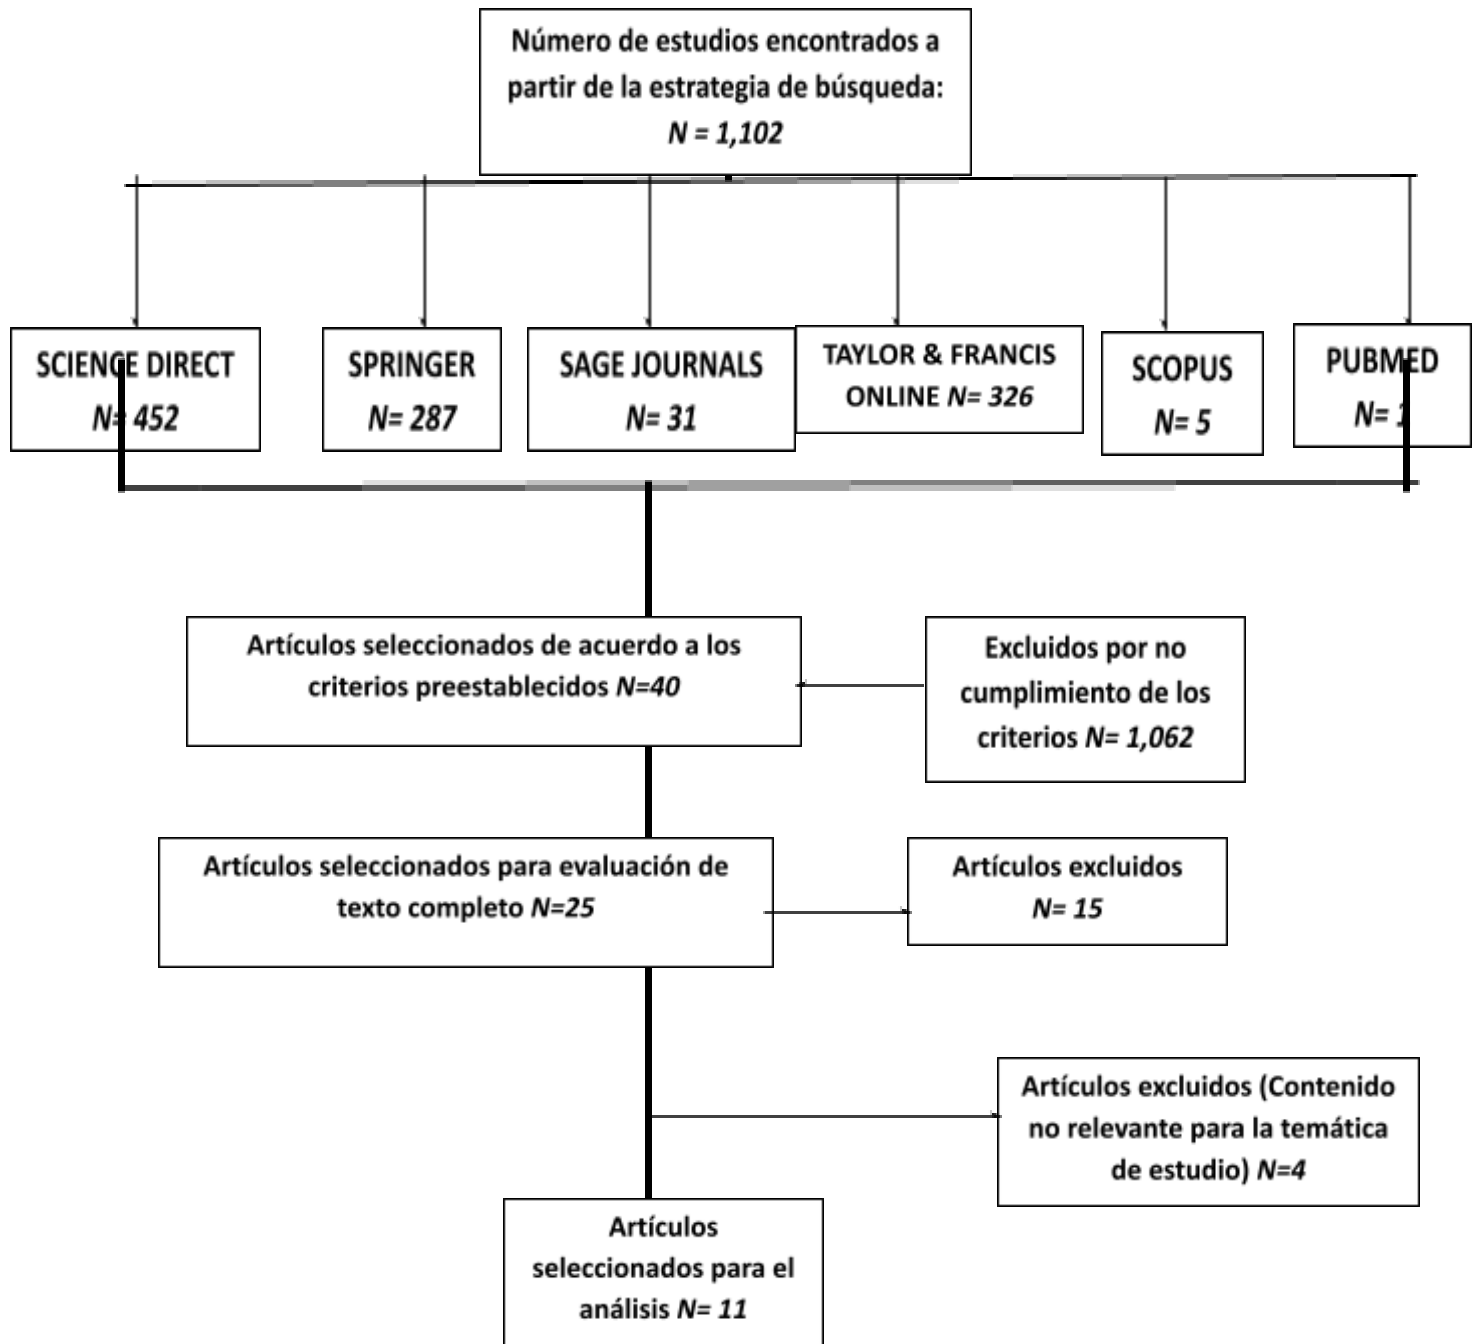 Número de estudios encontrados a
partir de la estrategia de búsqueda:
N = 1,102
SCIENCE DIRECT
N= 452
SPRINGER
N= 287
SAGE JOURNALS
N= 31
TAYLOR & FRANCIS
ONLINE N= 326
SCOPUS
N= 5
PUBMED
N= 1
Artículos seleccionados de acuerdo a los
criterios preestablecidos N=40
Excluidos por no
cumplimiento de los
criterios N= 1,062
Artículos seleccionados para evaluación de
texto completo N=25
Artículos excluidos
N= 15
Artículos excluidos (Contenido
no relevante para la temática
de estudio) N=4
Artículos
seleccionados para el
análisis N= 11